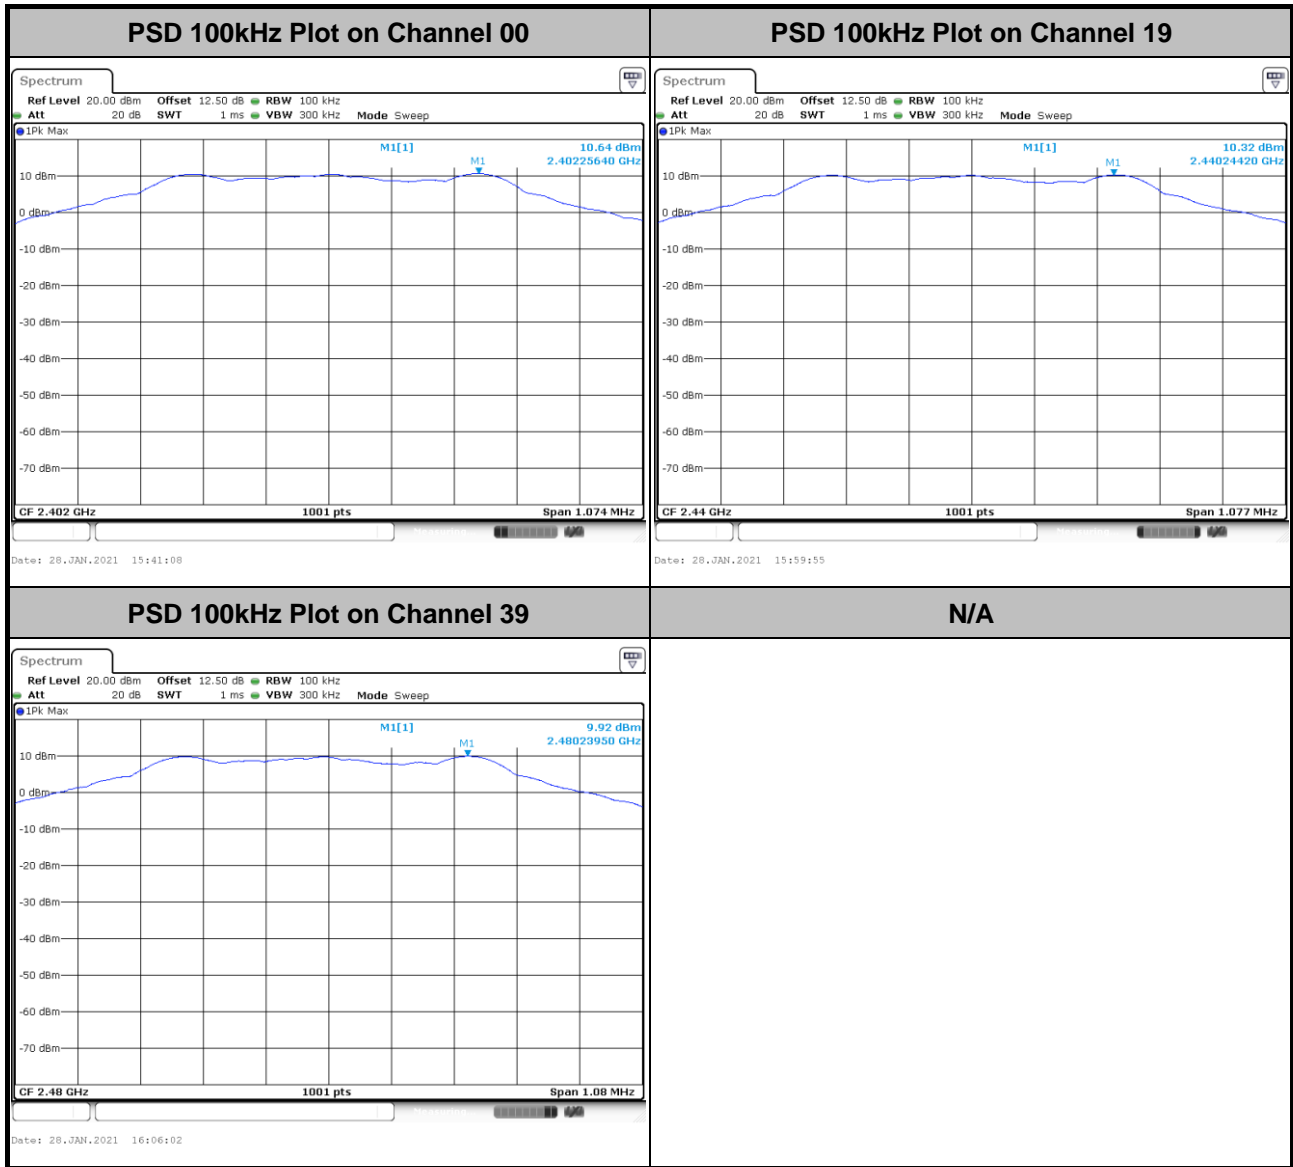 PSD 100kHz Plot on Channel 00
PSD 100kHz Plot on Channel 19
Spectrum
Ref Level 20.00 dBm Offset 12.50 dB RBW 100 kHz
Att 20 dB SWT 1 ms VBW 300 kHz Mode Sweep
1Pk Max
M1[1] 10.64 dBm
2.40225640 GHz
M1
10 dBm
0 dBm
-10 dBm
-20 dBm
-30 dBm
-40 dBm
-50 dBm
-60 dBm
-70 dBm
CF 2.402 GHz 1001 pts Span 1.074 MHz
Measuring
Date: 28.JAN.2021 15:41:08
Spectrum
Ref Level 20.00 dBm Offset 12.50 dB RBW 100 kHz
Att 20 dB SWT 1 ms VBW 300 kHz Mode Sweep
1Pk Max
M1[1] 10.32 dBm
2.44024420 GHz
M1
10 dBm
0 dBm
-10 dBm
-20 dBm
-30 dBm
-40 dBm
-50 dBm
-60 dBm
-70 dBm
CF 2.44 GHz 1001 pts Span 1.077 MHz
Measuring
Date: 28.JAN.2021 15:59:55
PSD 100kHz Plot on Channel 39
N/A
Spectrum
Ref Level 20.00 dBm Offset 12.50 dB RBW 100 kHz
Att 20 dB SWT 1 ms VBW 300 kHz Mode Sweep
1Pk Max
M1[1] 9.92 dBm
2.48023950 GHz
M1
10 dBm
0 dBm
-10 dBm
-20 dBm
-30 dBm
-40 dBm
-50 dBm
-60 dBm
-70 dBm
CF 2.48 GHz 1001 pts Span 1.08 MHz
Measuring
Date: 28.JAN.2021 16:06:02